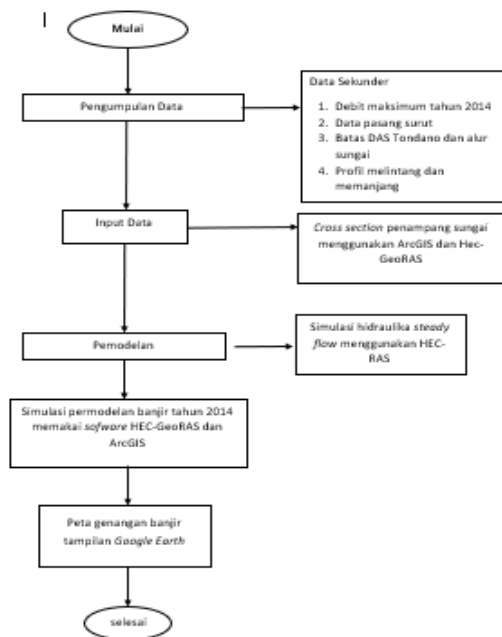 Mulai
Pengumpulan Data
Data Sekunder
1. Debit maksimum tahun 2014
2. Data pasang surut
3. Batas DAS Tondano dan alur
sungai
4. Profil melintang dan
memanjang
Input Data
Cross section penampang sungai
menggunakan ArcGIS dan Hec-
GeoRAS
Pemodelan
Simulasi hidraulika steady
flow menggunakan HEC-
RAS
Simulasi permodelan banjir tahun 2014
memakai sofware HEC-GeoRAS dan
ArcGIS
Peta genangan banjir
tampilan Google Earth
selesai